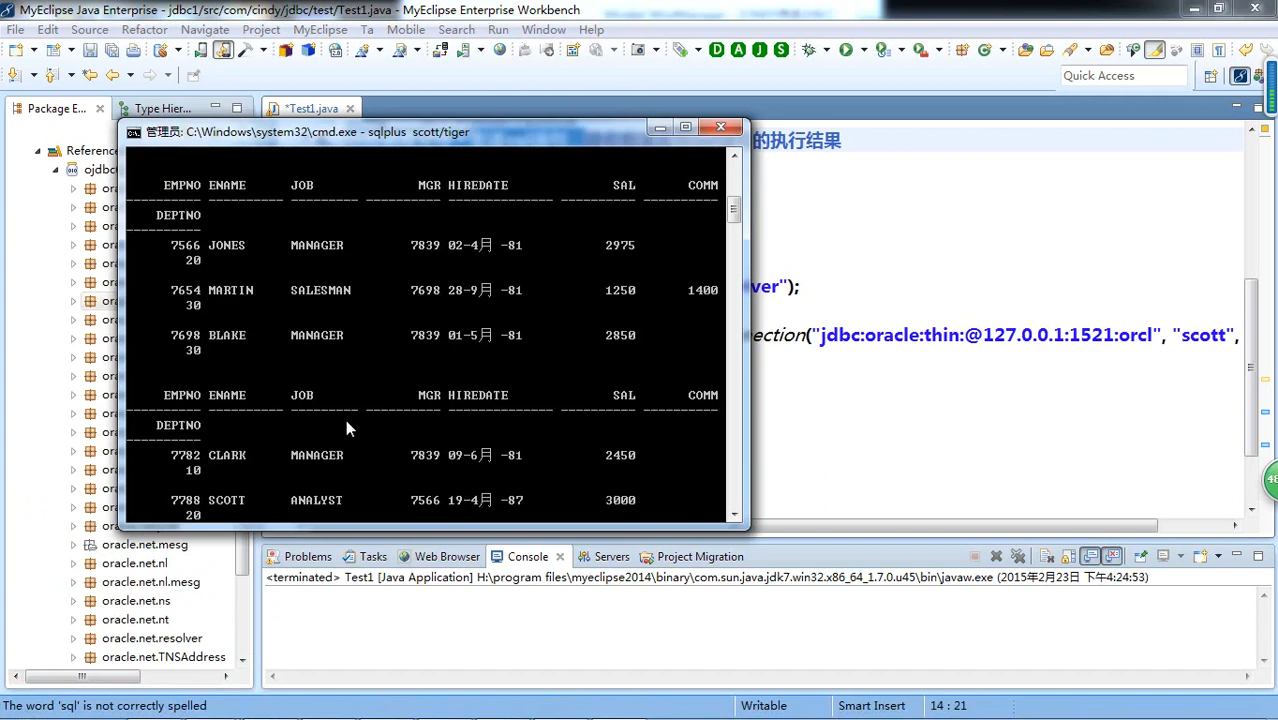 MyEclipse Java Enterprise - jdbc1/src/com/cindy/jdbc/test/Test1.java - MyEclipse Enterprise Workbench
File Edit Source Refactor Navigate Project MyEclipse Ta Mobile Search Run Window Help
Quick Access
Package E... Type Hier... *Test1.java
管理员: C:\Windows\system32\cmd.exe - sqlplus scott/tiger
的执行结果
Referenc
ojdbc
EMPNO ENAME JOB MGR HIREDATE SAL COMM
DEPTNO
7566 JONES MANAGER 7839 02-4月 -81 2975
20
7654 MARTIN SALESMAN 7698 28-9月 -81 1250 1400
30
7698 BLAKE MANAGER 7839 01-5月 -81 2850
30
EMPNO ENAME JOB MGR HIREDATE SAL COMM
DEPTNO
7782 CLARK MANAGER 7839 09-6月 -81 2450
10
7788 SCOTT ANALYST 7566 19-4月 -87 3000
20
ver");
ection("jdbc:oracle:thin:@127.0.0.1:1521:orcl", "scott",
oracle.net.mesg
oracle.net.nl
oracle.net.nl.mesg
oracle.net.ns
oracle.net.nt
oracle.net.resolver
oracle.net.TNSAddress
Problems Tasks Web Browser Console Servers Project Migration
<terminated> Test1 [Java Application] H:\program files\myeclipse2014\binary\com.sun.java.jdk7.win32.x86_64_1.7.0.u45\bin\javaw.exe (2015年2月23日 下午4:24:53)
The word 'sql' is not correctly spelled Writable Smart Insert 14 : 21